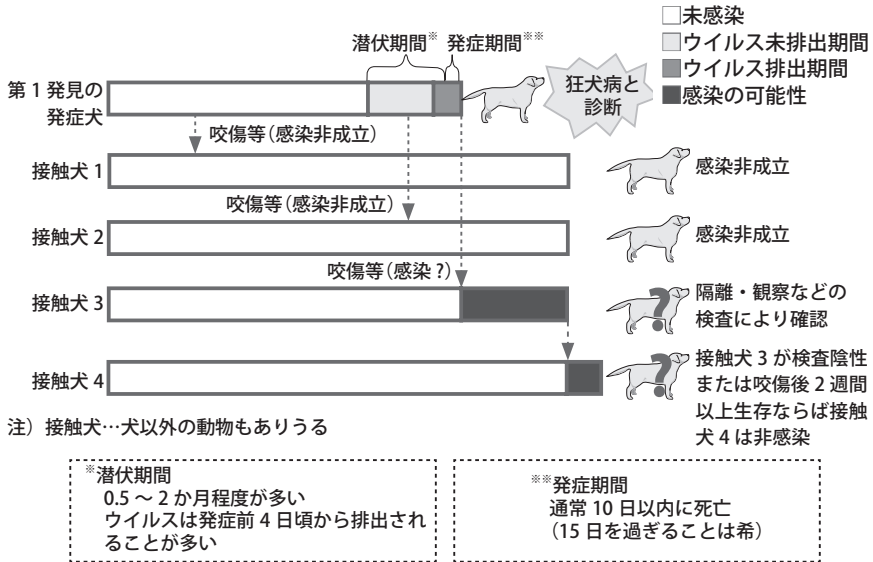 潜伏期間※ 発症期間※※
□未感染
□ウイルス未排出期間
■ウイルス排出期間
■感染の可能性
第1発見の
発症犬
狂犬病と
診断
咬傷等(感染非成立)
接触犬1
感染非成立
咬傷等(感染非成立)
接触犬2
感染非成立
咬傷等(感染?)
接触犬3
?
隔離・観察などの
検査により確認
接触犬4
?
接触犬3が検査陰性
または咬傷後2週間
以上生存ならば接触
犬4は非感染
注)接触犬…犬以外の動物もありうる
※潜伏期間
0.5~2か月程度が多い
ウイルスは発症前4日頃から排出され
ることが多い
※※発症期間
通常10日以内に死亡
(15日を過ぎることは希)